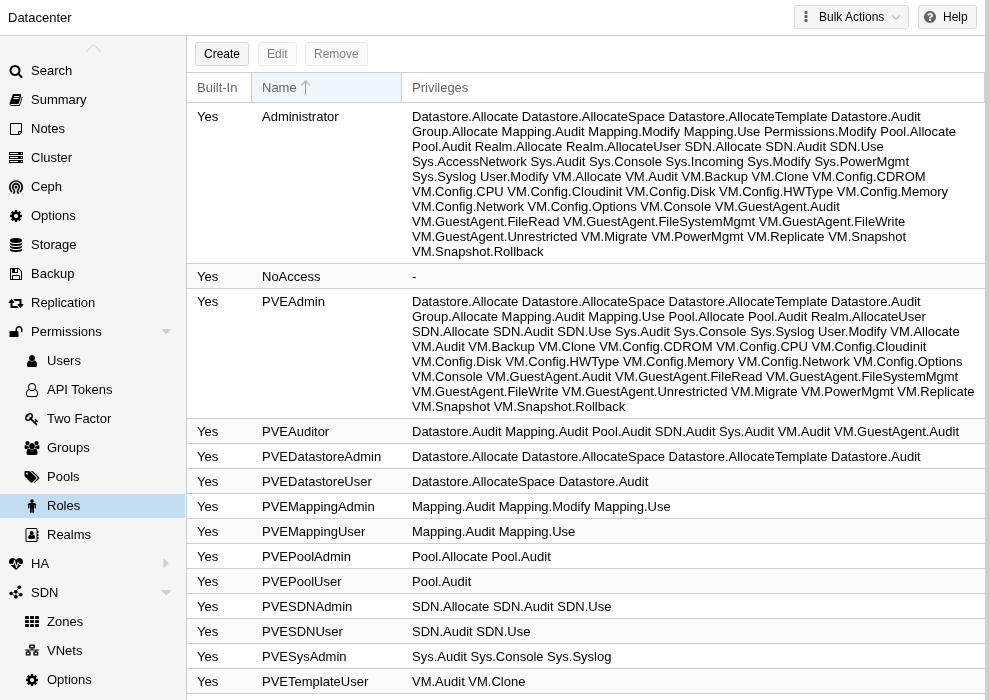 Datacenter
Bulk Actions
Help
Search
Summary
Notes
Cluster
Ceph
Options
Storage
Backup
Replication
Permissions
Users
API Tokens
Two Factor
Groups
Pools
Roles
Realms
HA
SDN
Zones
VNets
Options
Create Edit Remove
Built-In Name Privileges
Yes Administrator Datastore.Allocate Datastore.AllocateSpace Datastore.AllocateTemplate Datastore.Audit
Group.Allocate Mapping.Audit Mapping.Modify Mapping.Use Permissions.Modify Pool.Allocate
Pool.Audit Realm.Allocate Realm.AllocateUser SDN.Allocate SDN.Audit SDN.Use
Sys.AccessNetwork Sys.Audit Sys.Console Sys.Incoming Sys.Modify Sys.PowerMgmt
Sys.Syslog User.Modify VM.Allocate VM.Audit VM.Backup VM.Clone VM.Config.CDROM
VM.Config.CPU VM.Config.Cloudinit VM.Config.Disk VM.Config.HWType VM.Config.Memory
VM.Config.Network VM.Config.Options VM.Console VM.GuestAgent.Audit
VM.GuestAgent.FileRead VM.GuestAgent.FileSystemMgmt VM.GuestAgent.FileWrite
VM.GuestAgent.Unrestricted VM.Migrate VM.PowerMgmt VM.Replicate VM.Snapshot
VM.Snapshot.Rollback
Yes NoAccess -
Yes PVEAdmin Datastore.Allocate Datastore.AllocateSpace Datastore.AllocateTemplate Datastore.Audit
Group.Allocate Mapping.Audit Mapping.Use Pool.Allocate Pool.Audit Realm.AllocateUser
SDN.Allocate SDN.Audit SDN.Use Sys.Audit Sys.Console Sys.Syslog User.Modify VM.Allocate
VM.Audit VM.Backup VM.Clone VM.Config.CDROM VM.Config.CPU VM.Config.Cloudinit
VM.Config.Disk VM.Config.HWType VM.Config.Memory VM.Config.Network VM.Config.Options
VM.Console VM.GuestAgent.Audit VM.GuestAgent.FileRead VM.GuestAgent.FileSystemMgmt
VM.GuestAgent.FileWrite VM.GuestAgent.Unrestricted VM.Migrate VM.PowerMgmt VM.Replicate
VM.Snapshot VM.Snapshot.Rollback
Yes PVEAuditor Datastore.Audit Mapping.Audit Pool.Audit SDN.Audit Sys.Audit VM.Audit VM.GuestAgent.Audit
Yes PVEDatastoreAdmin Datastore.Allocate Datastore.AllocateSpace Datastore.AllocateTemplate Datastore.Audit
Yes PVEDatastoreUser Datastore.AllocateSpace Datastore.Audit
Yes PVEMappingAdmin Mapping.Audit Mapping.Modify Mapping.Use
Yes PVEMappingUser Mapping.Audit Mapping.Use
Yes PVEPoolAdmin Pool.Allocate Pool.Audit
Yes PVEPoolUser Pool.Audit
Yes PVESDNAdmin SDN.Allocate SDN.Audit SDN.Use
Yes PVESDNUser SDN.Audit SDN.Use
Yes PVESysAdmin Sys.Audit Sys.Console Sys.Syslog
Yes PVETemplateUser VM.Audit VM.Clone